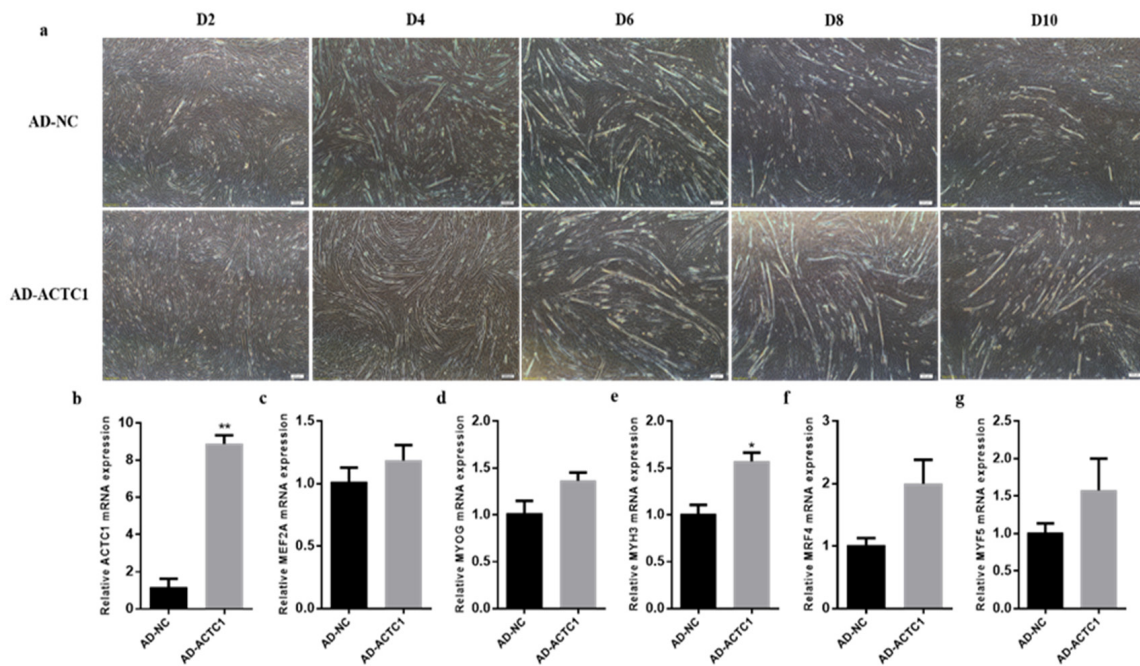 D2
D4
D6
D8
D10
a
AD-NC
AD-ACTC1
b
c
d
e
f
g
Relative ACTC1 mRNA expression
10
8
6
4
2
0
**
AD-NC
AD-ACTC1
Relative MEF2A mRNA expression
1.5
1.0
0.5
0.0
AD-NC
AD-ACTC1
Relative MYOG mRNA expression
2.0
1.5
1.0
0.5
0.0
AD-NC
AD-ACTC1
Relative MYH3 mRNA expression
2.0
1.5
1.0
0.5
0.0
*
AD-NC
AD-ACTC1
Relative MRF4 mRNA expression
3
2
1
0
AD-NC
AD-ACTC1
Relative MYF5 mRNA expression
2.5
2.0
1.5
1.0
0.5
0.0
AD-NC
AD-ACTC1